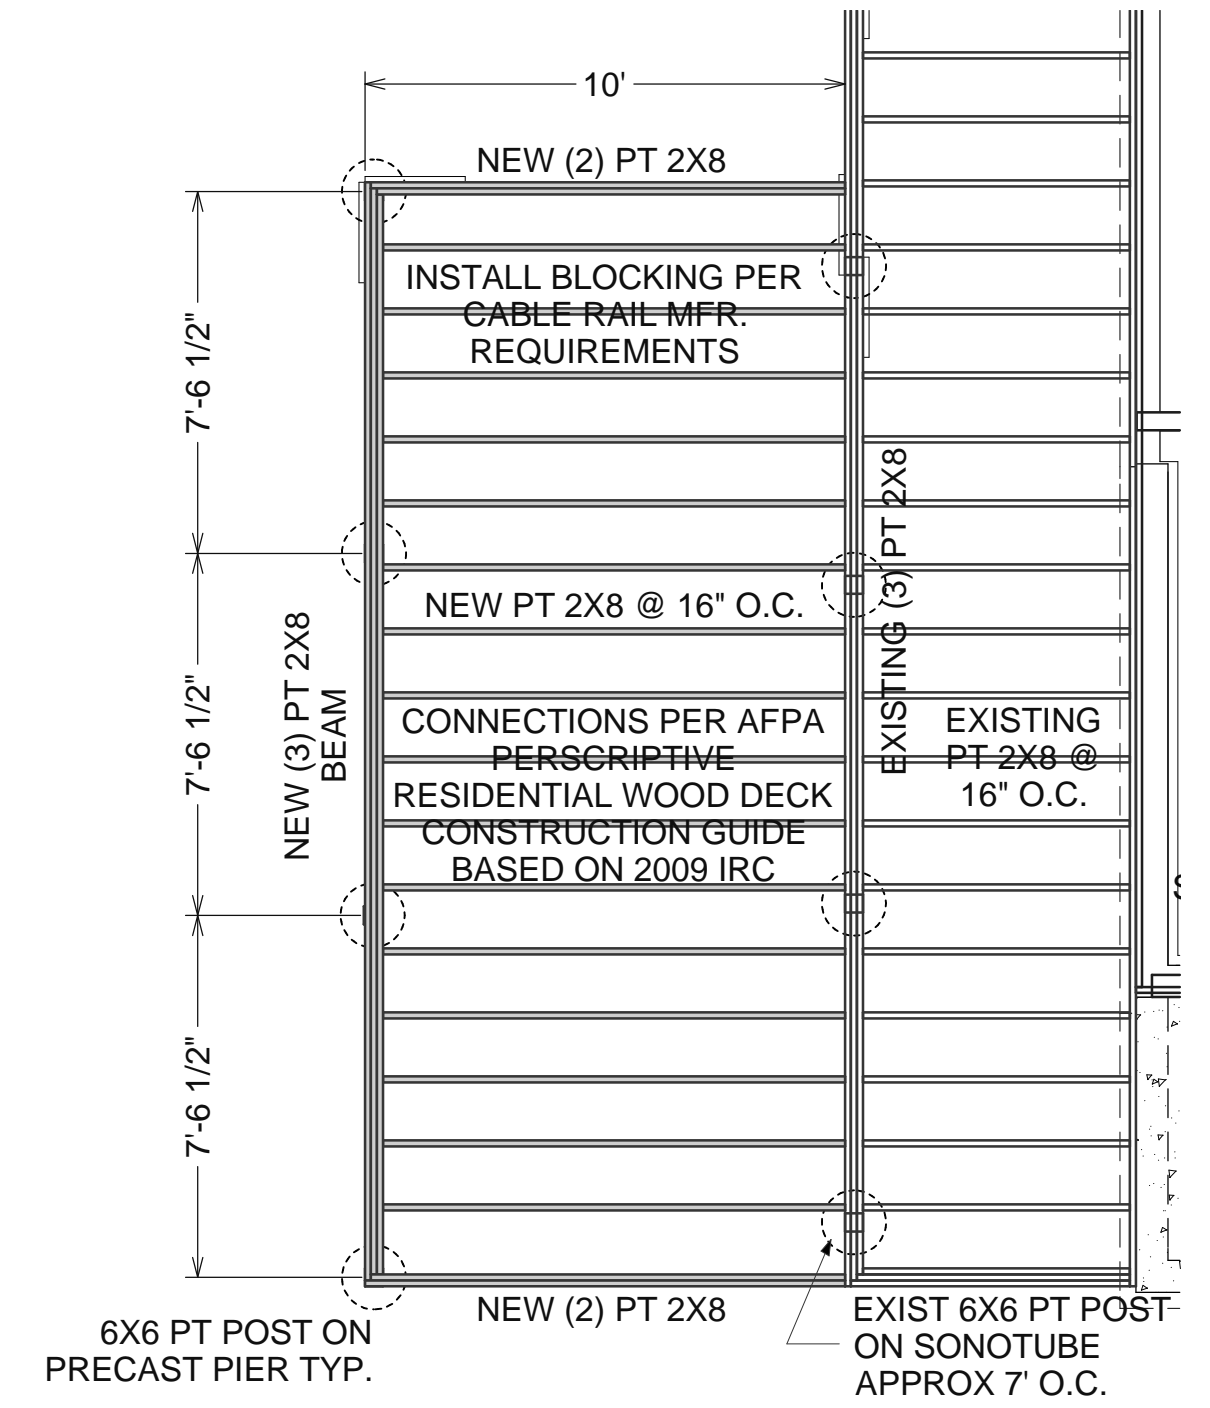 10'
NEW (2) PT 2X8
INSTALL BLOCKING PER
CABLE RAIL MFR.
REQUIREMENTS
7'-6 1/2"
EXISTING (3) PT 2X8
NEW PT 2X8 @ 16" O.C.
7'-6 1/2"
NEW (3) PT 2X8
BEAM
CONNECTIONS PER AFPA
PERSCRIPTIVE
RESIDENTIAL WOOD DECK
CONSTRUCTION GUIDE
BASED ON 2009 IRC
EXISTING
PT 2X8 @
16" O.C.
7'-6 1/2"
NEW (2) PT 2X8
6X6 PT POST ON
PRECAST PIER TYP.
EXIST 6X6 PT POST
ON SONOTUBE
APPROX 7' O.C.